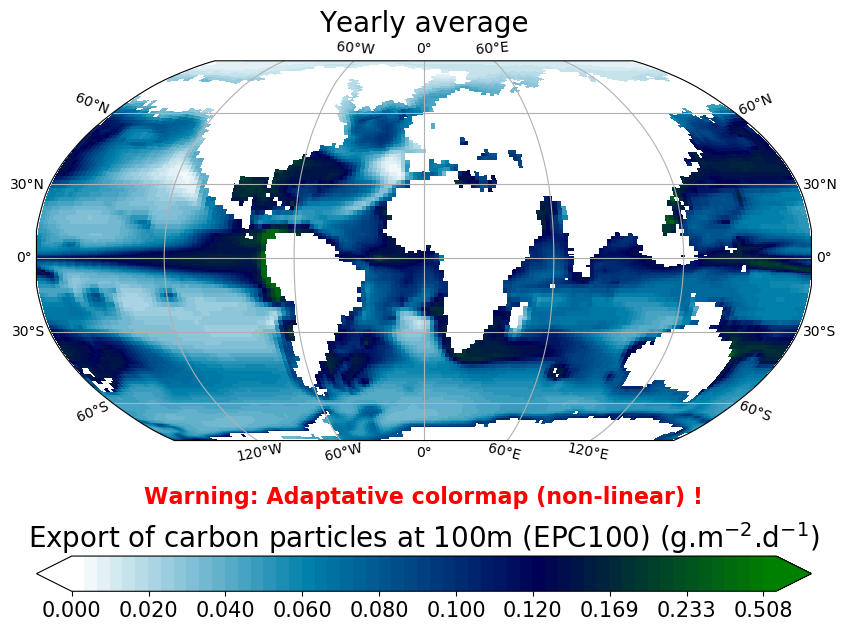 Yearly average
60°W 0° 60°E
60°N 60°N
30°N 30°N
0° 0°
30°S 30°S
60°S 60°S
120°W 60°W 0° 60°E 120°E
Warning: Adaptative colormap (non-linear) !
Export of carbon particles at 100m (EPC100) (g.m⁻².d⁻¹)
0.000 0.020 0.040 0.060 0.080 0.100 0.120 0.169 0.233 0.508